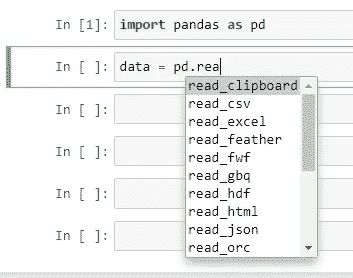 In [1]: import pandas as pd
In [ ]: data = pd.rea
read_clipboard
In [ ]:
read_csv
read_excel
In [ ]:
read_feather
read_fwf
In [ ]:
read_gbq
read_hdf
In [ ]:
read_html
read_json
read_orc